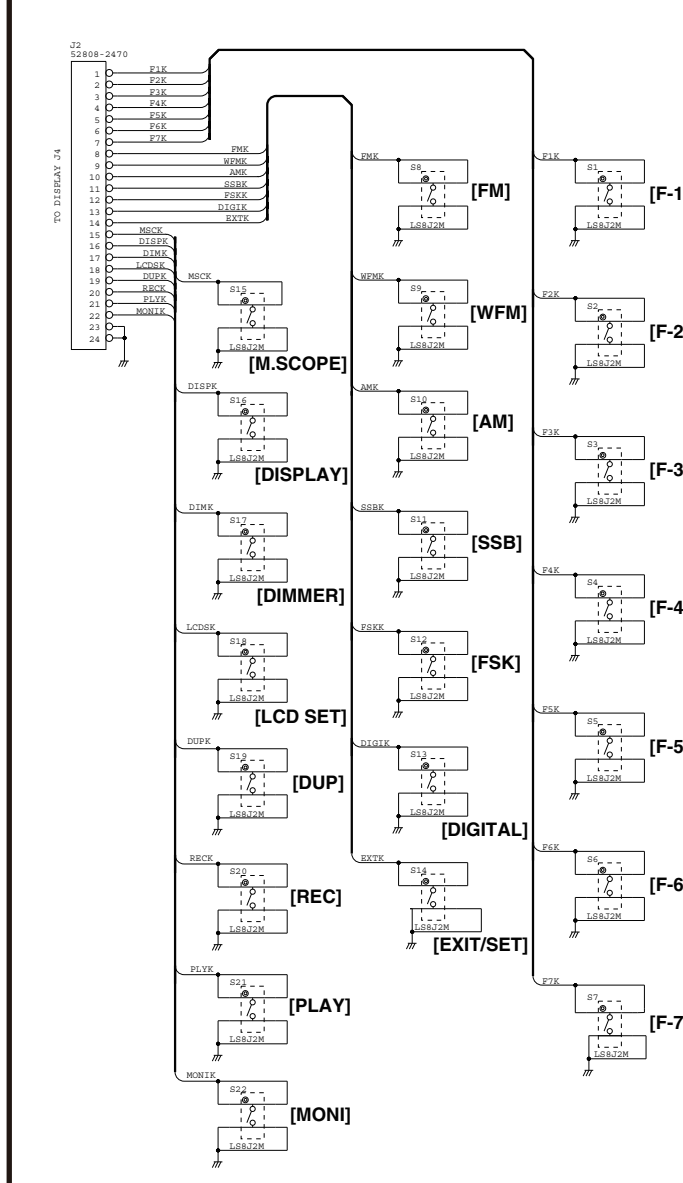 J2
52808-2470
TO DISPLAY J4
1 F1K
2 F2K
3 F3K
4 F4K
5 F5K
6 F6K
7 F7K
8 FMK
9 WFMK
10 AMK
11 SSBK
12 FSKK
13 DIGIK
14 EXTK
15 MSCK
16 DISPK
17 DIMK
18 LCDSK
19 DUPK
20 RECK
21 PLYK
22 MONIK
23
24
MSCK
S15
LS8J2M
[M.SCOPE]
DISPK
S16
LS8J2M
[DISPLAY]
DIMK
S17
LS8J2M
[DIMMER]
LCDSK
S18
LS8J2M
[LCD SET]
DUPK
S19
LS8J2M
[DUP]
RECK
S20
LS8J2M
[REC]
PLYK
S21
LS8J2M
[PLAY]
MONIK
S22
LS8J2M
[MONI]
FMK
S8
LS8J2M
[FM]
WFMK
S9
LS8J2M
[WFM]
AMK
S10
LS8J2M
[AM]
SSBK
S11
LS8J2M
[SSB]
FSKK
S12
LS8J2M
[FSK]
DIGIK
S13
LS8J2M
[DIGITAL]
EXTK
S14
LS8J2M
[EXIT/SET]
F1K
S1
LS8J2M
[F-1
F2K
S2
LS8J2M
[F-2
F3K
S3
LS8J2M
[F-3
F4K
S4
LS8J2M
[F-4
F5K
S5
LS8J2M
[F-5
F6K
S6
LS8J2M
[F-6
F7K
S7
LS8J2M
[F-7